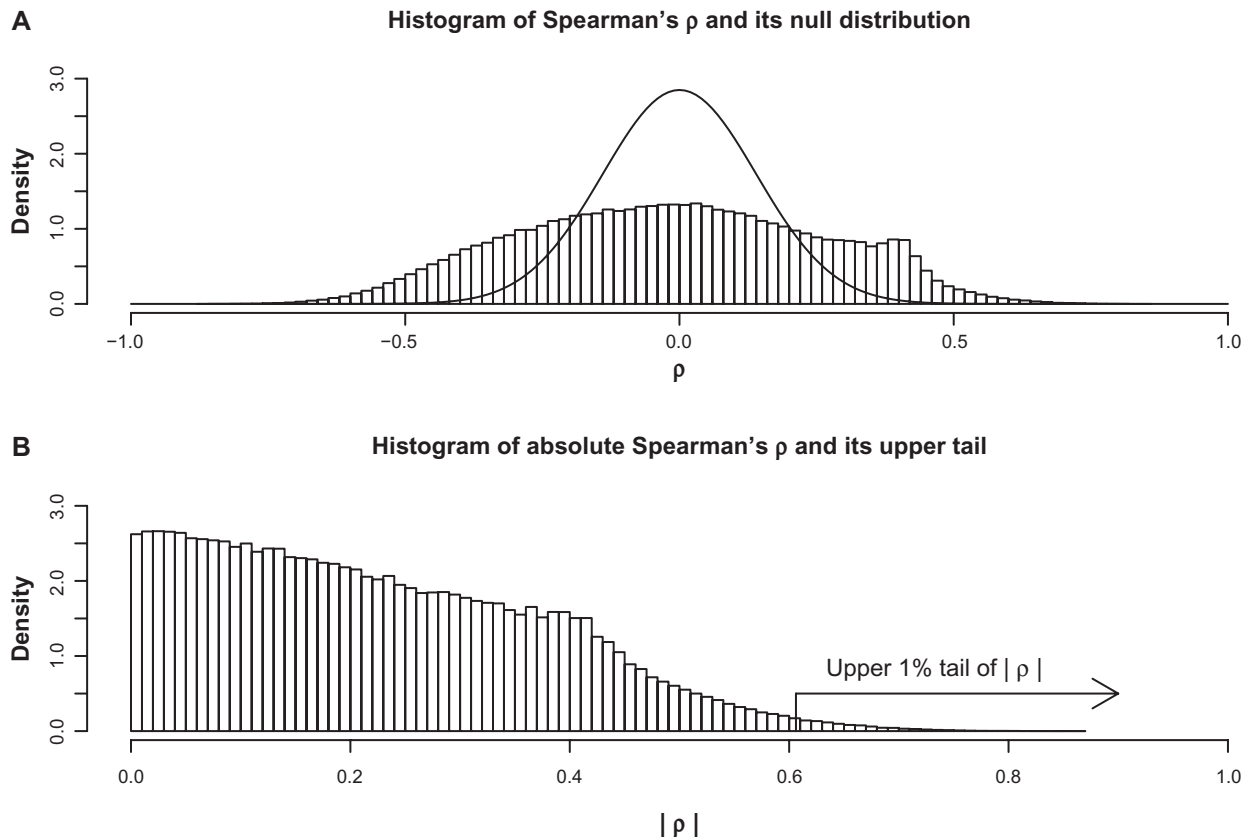 A
Histogram of Spearman’s ρ and its null distribution
Density
3.0
2.0
1.0
0.0
−1.0 −0.5 0.0 0.5 1.0
ρ
B
Histogram of absolute Spearman’s ρ and its upper tail
Density
3.0
2.0
1.0
0.0
Upper 1% tail of | ρ |
0.0 0.2 0.4 0.6 0.8 1.0
| ρ |